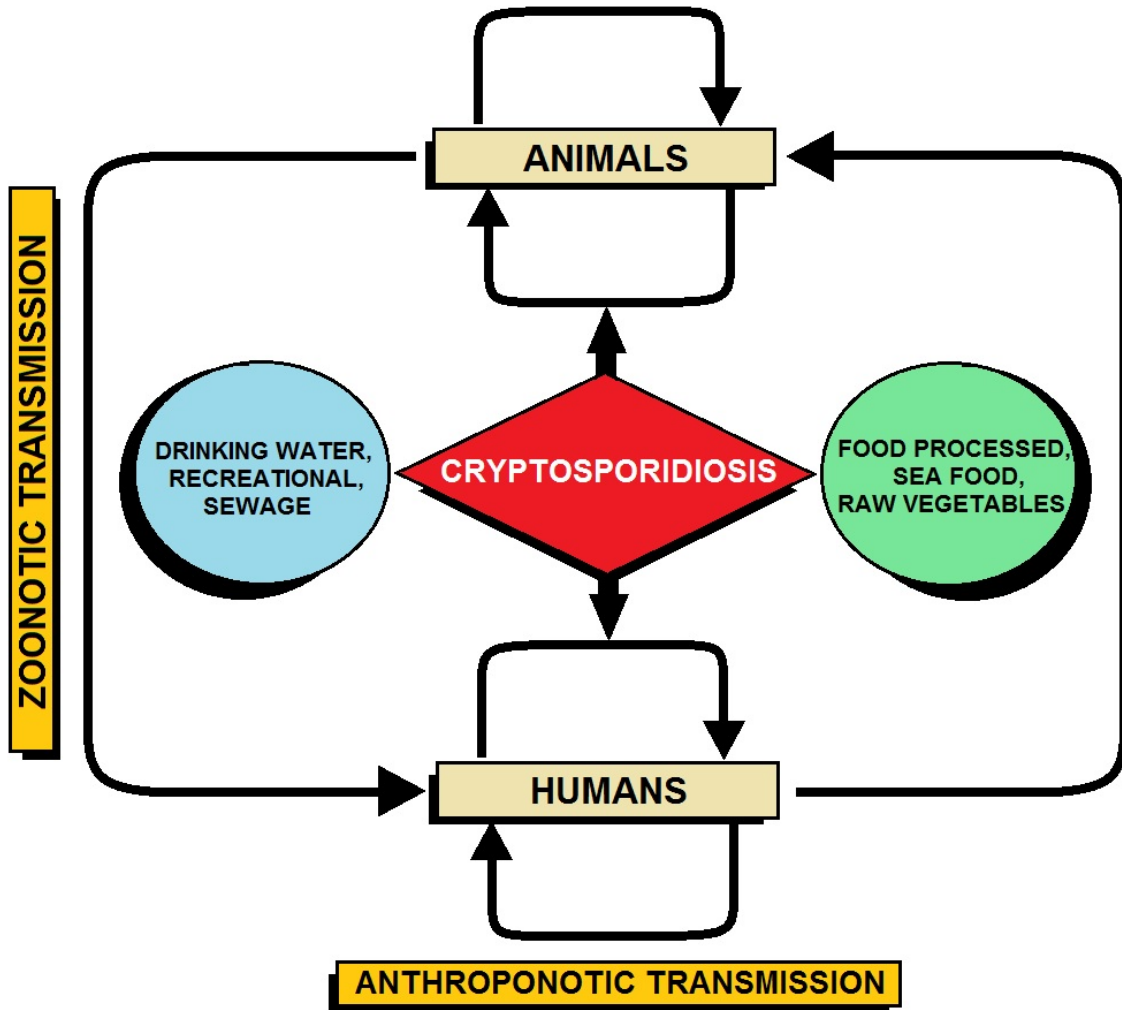 ANIMALS
ZOONOTIC TRANSMISSION
DRINKING WATER,
RECREATIONAL,
SEWAGE
CRYPTOSPORIDIOSIS
FOOD PROCESSED,
SEA FOOD,
RAW VEGETABLES
HUMANS
ANTHROPONOTIC TRANSMISSION